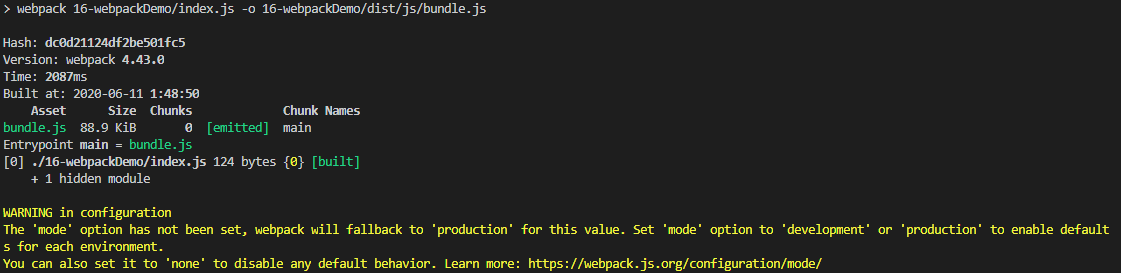 > webpack 16-webpackDemo/index.js -o 16-webpackDemo/dist/js/bundle.js
Hash: dc0d21124df2be501fc5
Version: webpack 4.43.0
Time: 2087ms
Built at: 2020-06-11 1:48:50
Asset Size Chunks Chunk Names
bundle.js 88.9 KiB 0 [emitted] main
Entrypoint main = bundle.js
[0] ./16-webpackDemo/index.js 124 bytes {0} [built]
+ 1 hidden module
WARNING in configuration
The 'mode' option has not been set, webpack will fallback to 'production' for this value. Set 'mode' option to 'development' or 'production' to enable default
s for each environment.
You can also set it to 'none' to disable any default behavior. Learn more: https://webpack.js.org/configuration/mode/